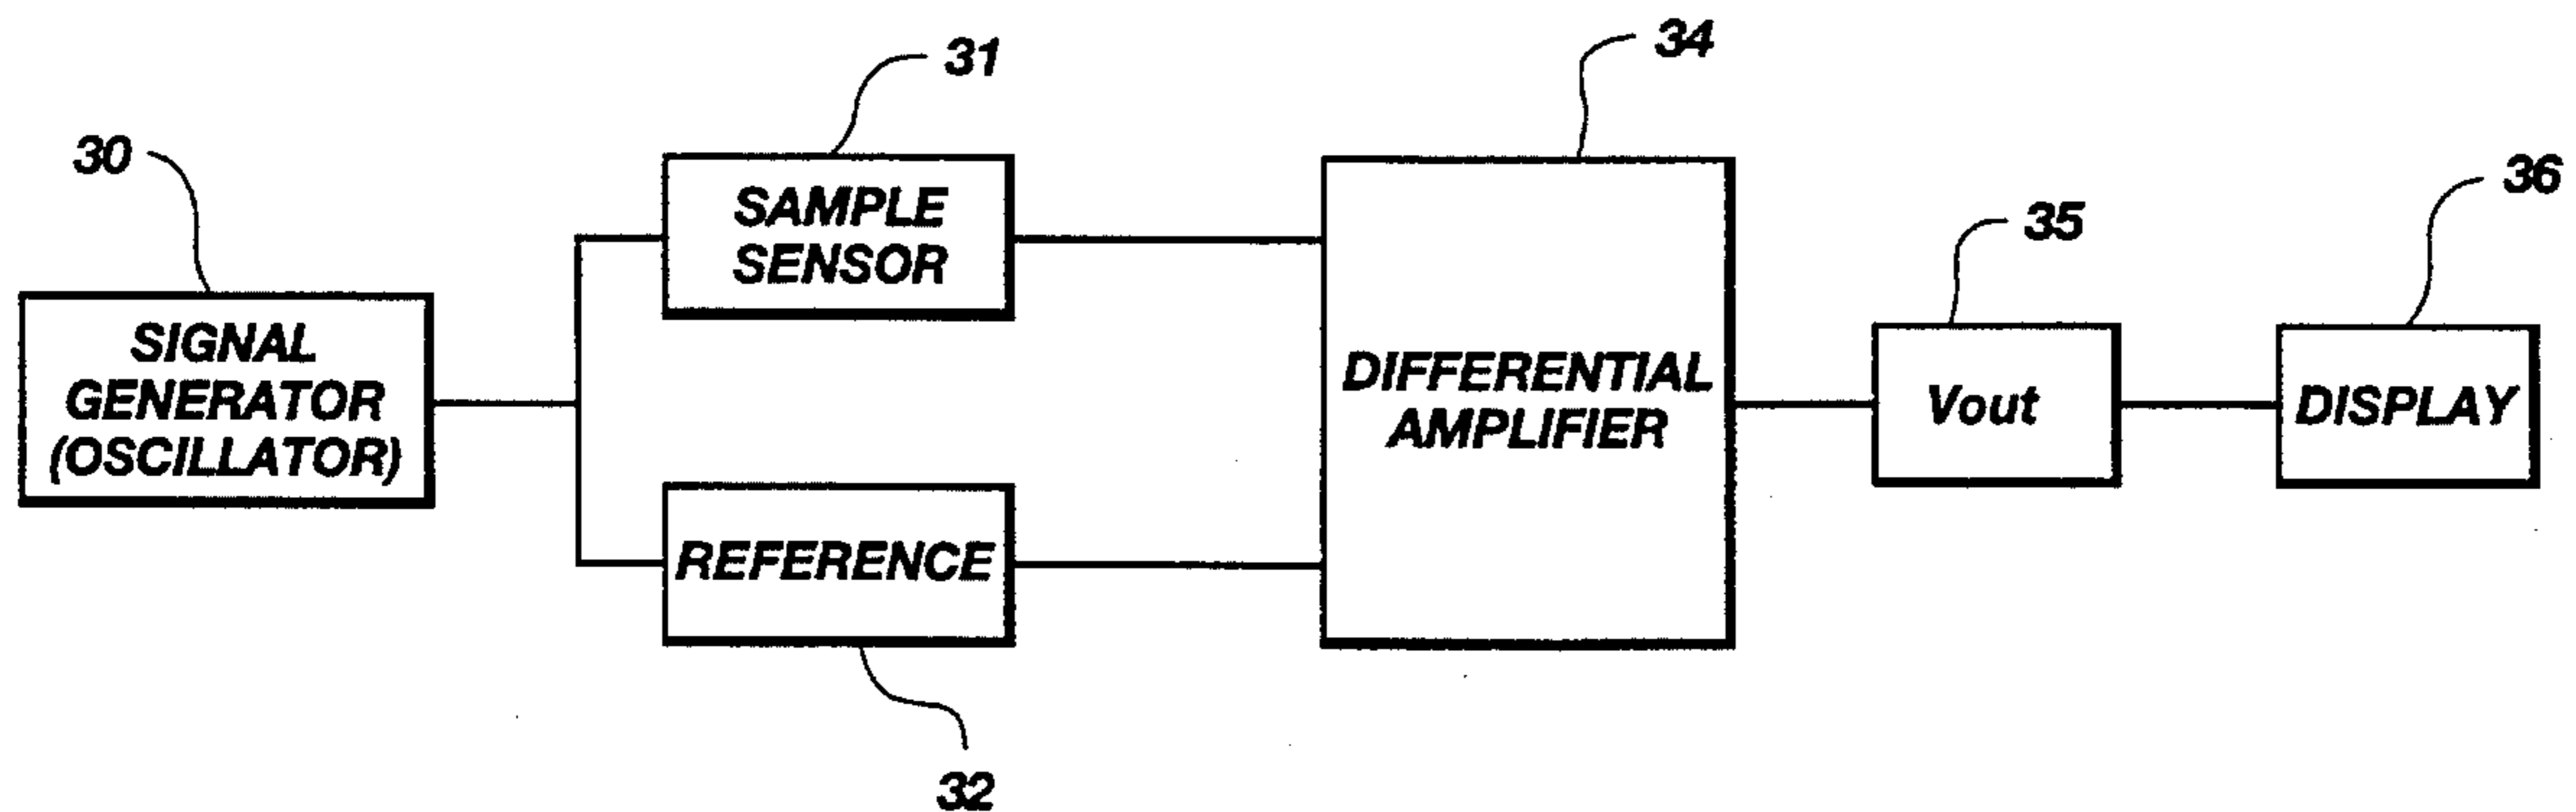 30
SIGNAL
GENERATOR
(OSCILLATOR)
31
SAMPLE
SENSOR
REFERENCE
32
34
DIFFERENTIAL
AMPLIFIER
35
Vout
36
DISPLAY